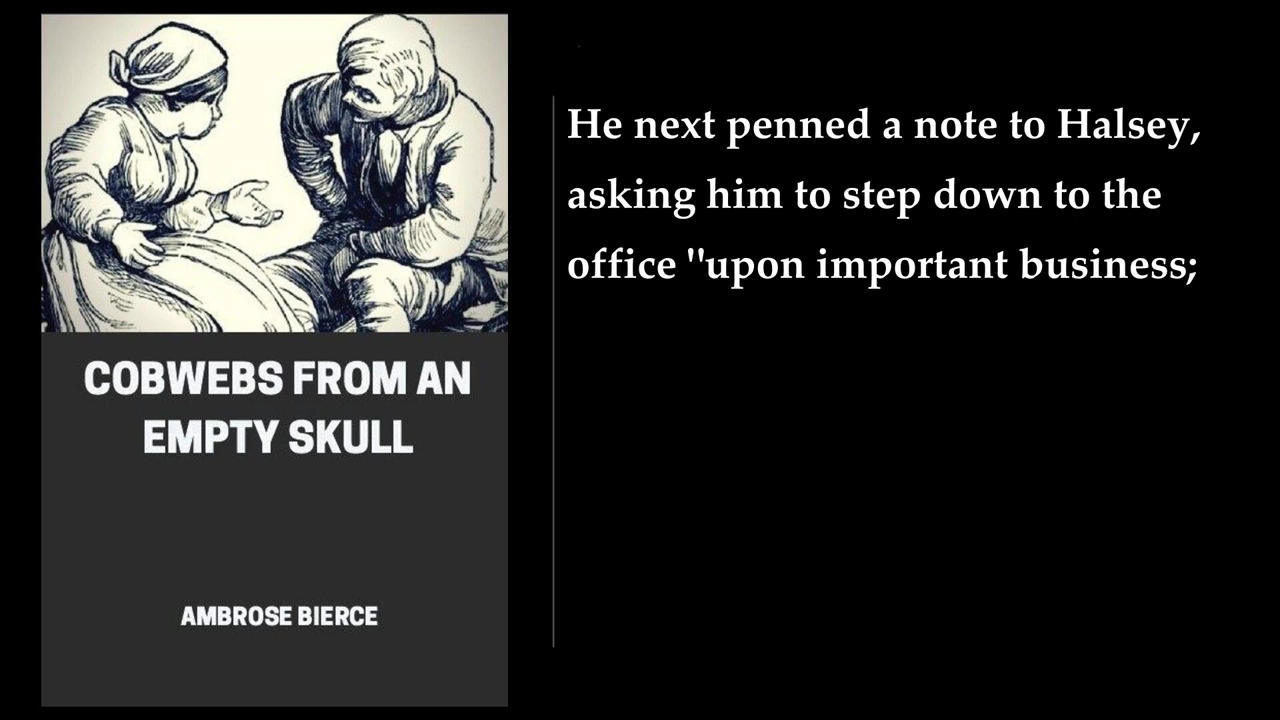 COBWEBS FROM AN
EMPTY SKULL
AMBROSE BIERCE
He next penned a note to Halsey,
asking him to step down to the
office "upon important business;